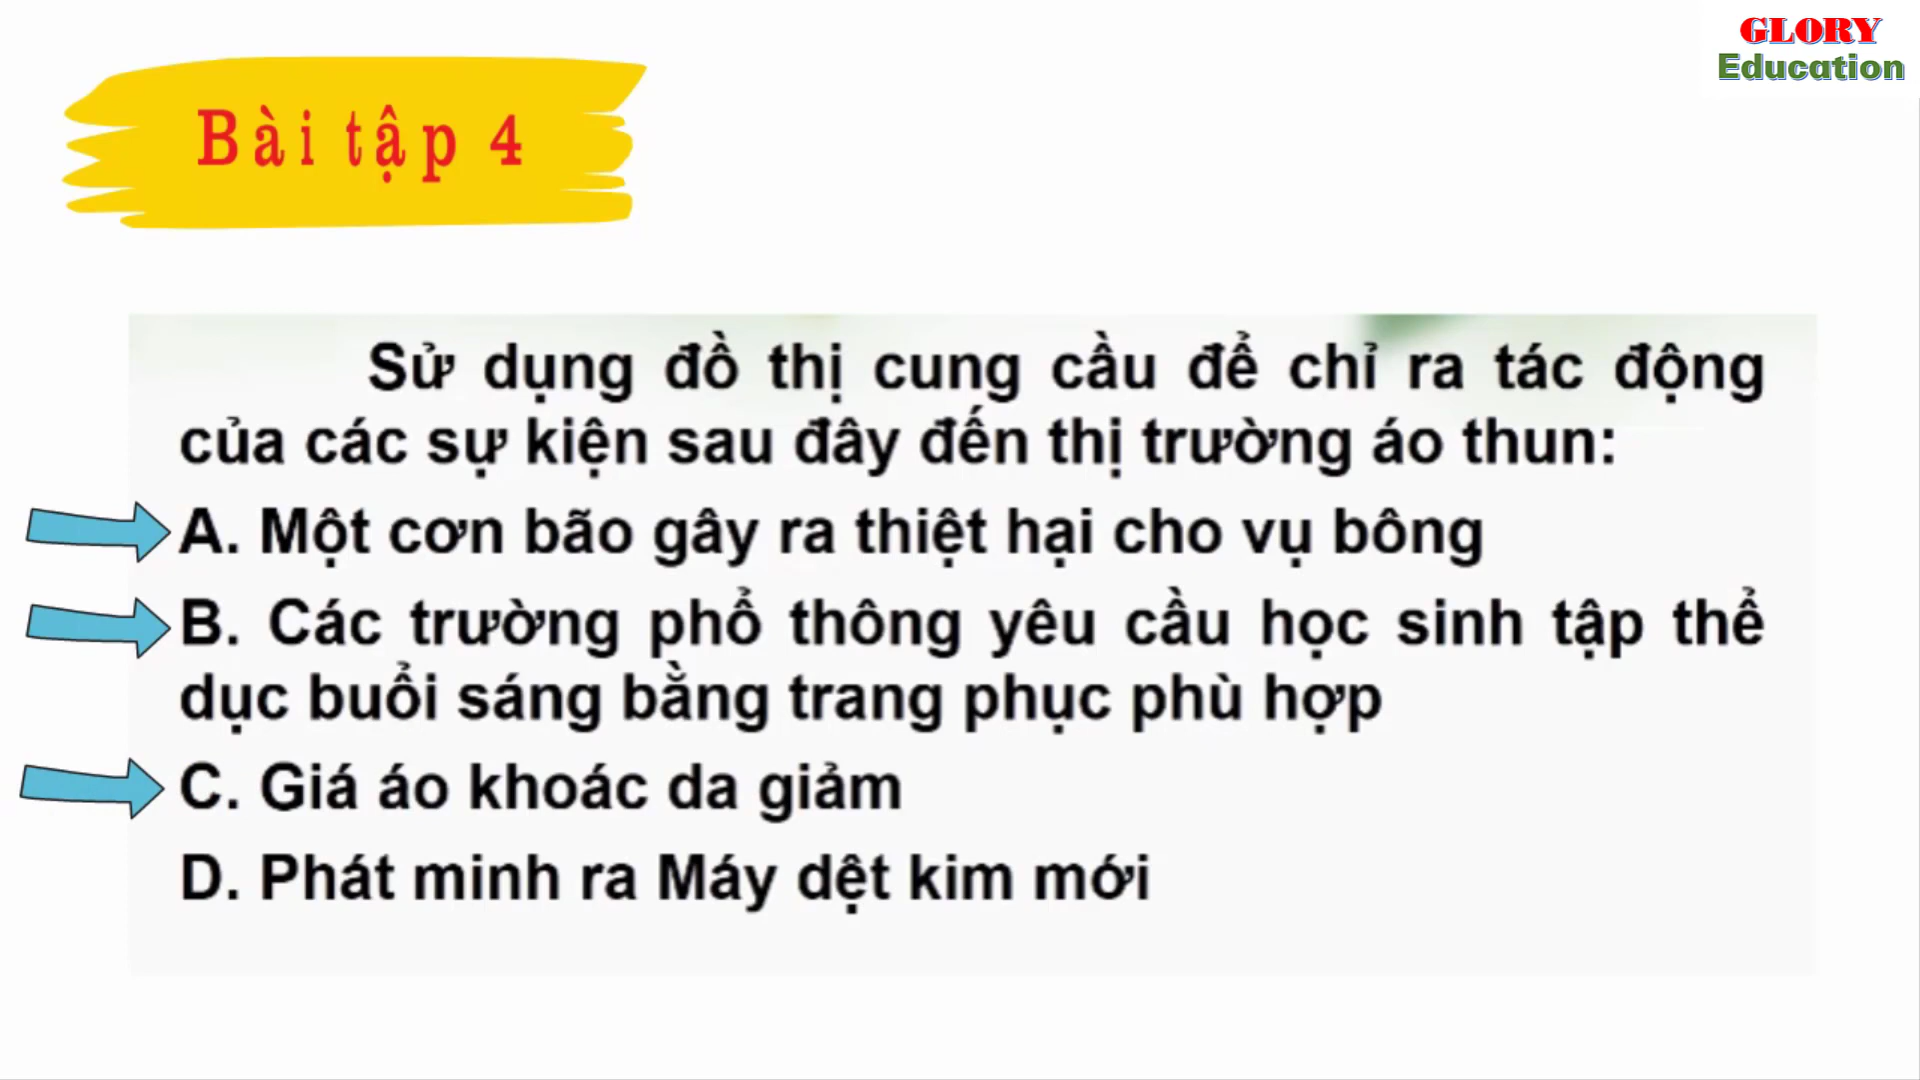 GLORY
Education
Bài tập 4
Sử dụng đồ thị cung cầu để chỉ ra tác động
của các sự kiện sau đây đến thị trường áo thun:
A. Một cơn bão gây ra thiệt hại cho vụ bông
B. Các trường phổ thông yêu cầu học sinh tập thể
dục buổi sáng bằng trang phục phù hợp
C. Giá áo khoác da giảm
D. Phát minh ra Máy dệt kim mới